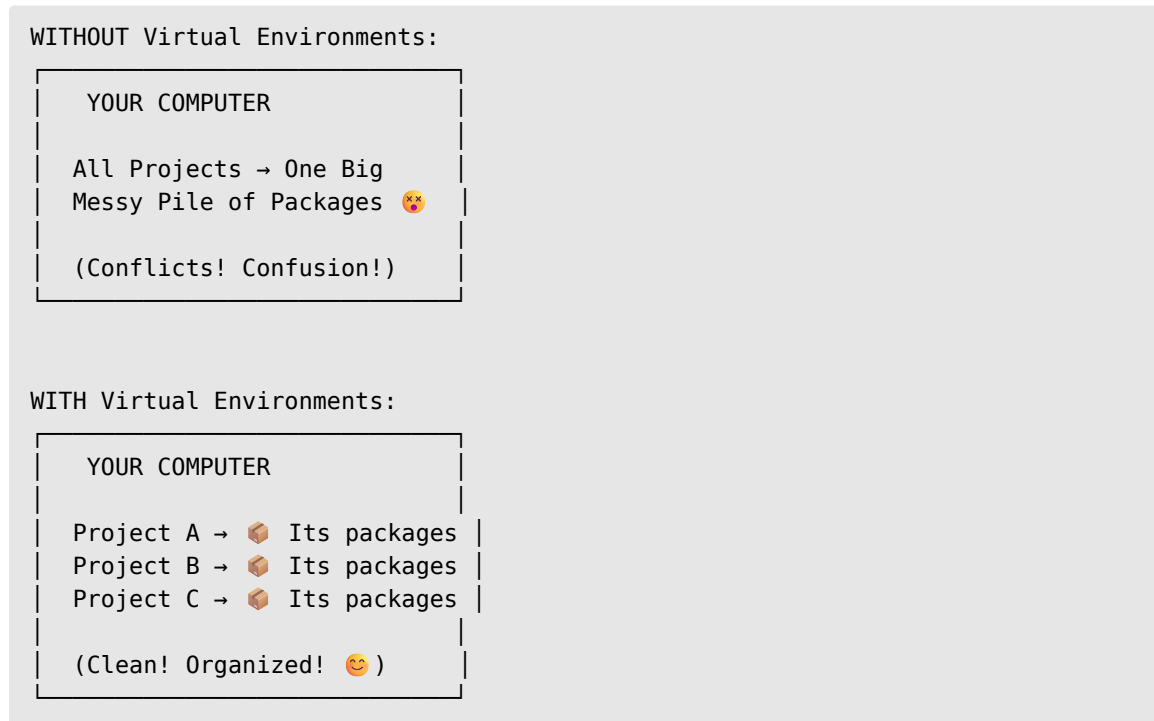 WITHOUT Virtual Environments:
YOUR COMPUTER
All Projects → One Big
Messy Pile of Packages 😵
(Conflicts! Confusion!)
WITH Virtual Environments:
YOUR COMPUTER
Project A → 📦 Its packages
Project B → 📦 Its packages
Project C → 📦 Its packages
(Clean! Organized! 😊)